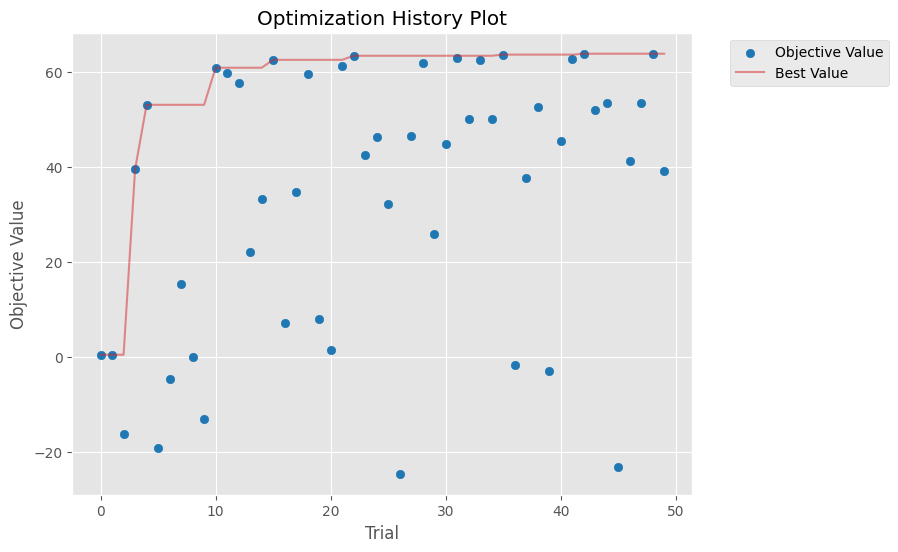 Optimization History Plot
Objective Value
Best Value
Objective Value
60
40
20
0
−20
0 10 20 30 40 50
Trial